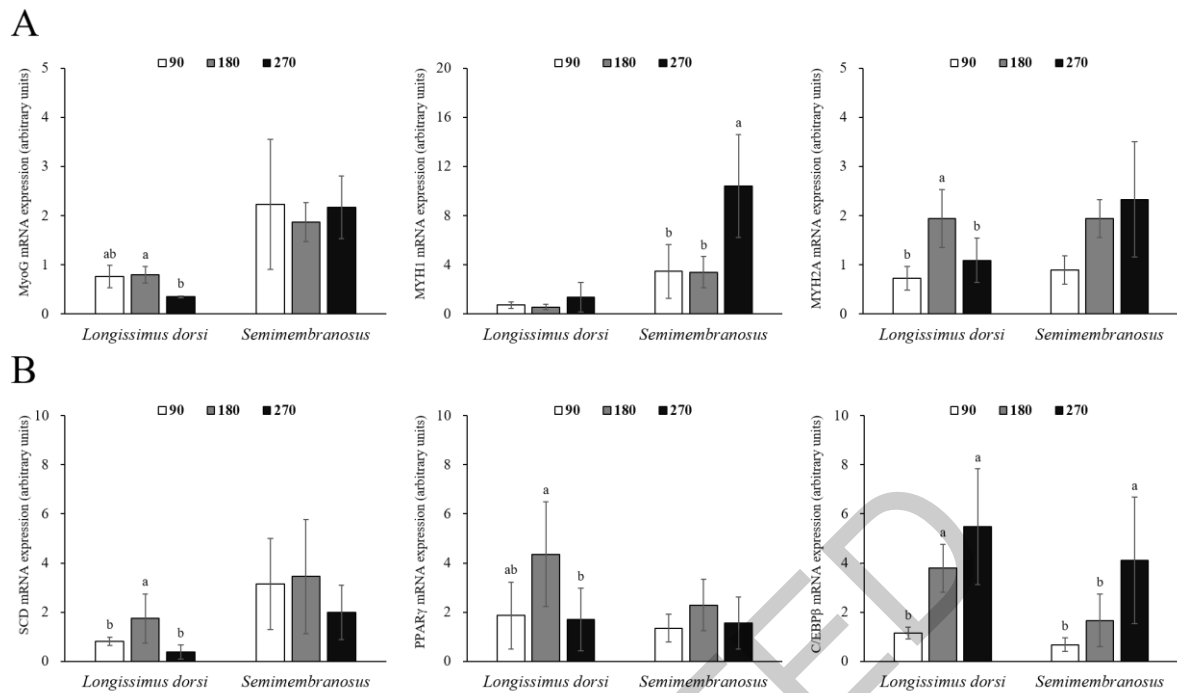 A
90 180 270
MyoG mRNA expression (arbitrary units)
5
4
3
2
1
0
ab
a
b
Longissimus dorsi Semimembranosus
90 180 270
MYH1 mRNA expression (arbitrary units)
20
16
12
8
4
0
b
b
a
Longissimus dorsi Semimembranosus
90 180 270
MYH2A mRNA expression (arbitrary units)
5
4
3
2
1
0
b
a
b
Longissimus dorsi Semimembranosus
B
90 180 270
SCD mRNA expression (arbitrary units)
10
8
6
4
2
0
b
a
b
Longissimus dorsi Semimembranosus
90 180 270
PPARγ mRNA expression (arbitrary units)
10
8
6
4
2
0
ab
a
b
Longissimus dorsi Semimembranosus
90 180 270
C/EBPβ mRNA expression (arbitrary units)
10
8
6
4
2
0
b
a
a
b
b
a
Longissimus dorsi Semimembranosus
ED